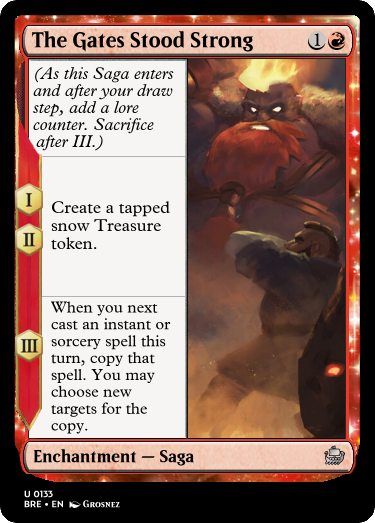 The Gates Stood Strong 1
(As this Saga enters
and after your draw
step, add a lore
counter. Sacrifice
after III.)
I
II
Create a tapped
snow Treasure
token.
III
When you next
cast an instant or
sorcery spell this
turn, copy that
spell. You may
choose new
targets for the
copy.
Enchantment — Saga
U 0133
BRE • EN Grosnez